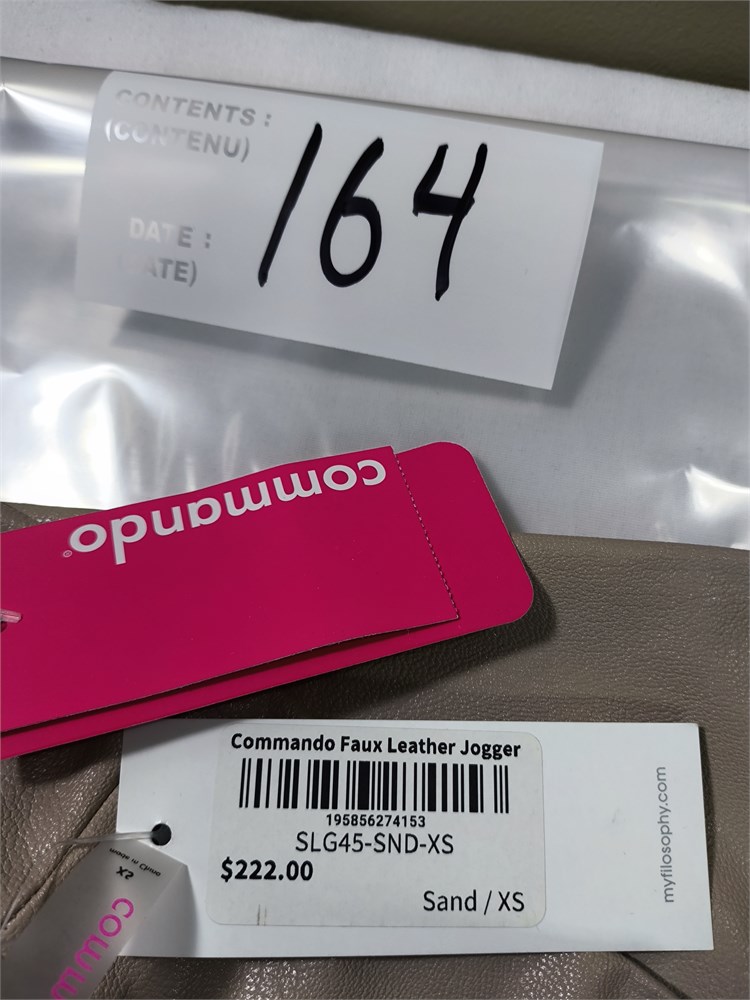 CONTENTS :
(CONTENU)
164
DATE :
(DATE)
commando®
Commando Faux Leather Jogger
195856274153
SLG45-SND-XS
$222.00
Sand / XS
myfilosophy.com
XS